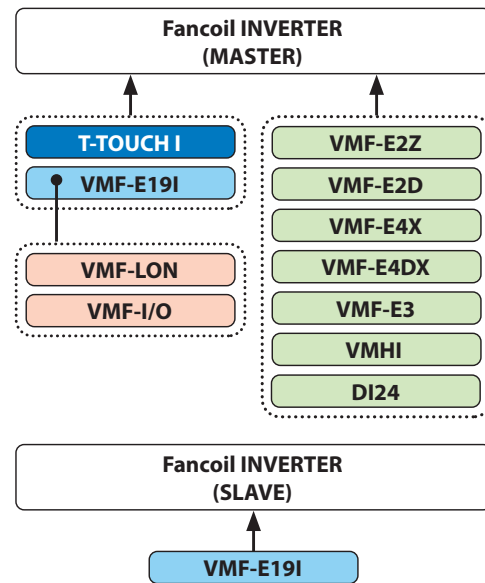 Fancoil INVERTER
(MASTER)
T-TOUCH I
VMF-E19I
VMF-LON
VMF-I/O
VMF-E2Z
VMF-E2D
VMF-E4X
VMF-E4DX
VMF-E3
VMHI
DI24
Fancoil INVERTER
(SLAVE)
VMF-E19I